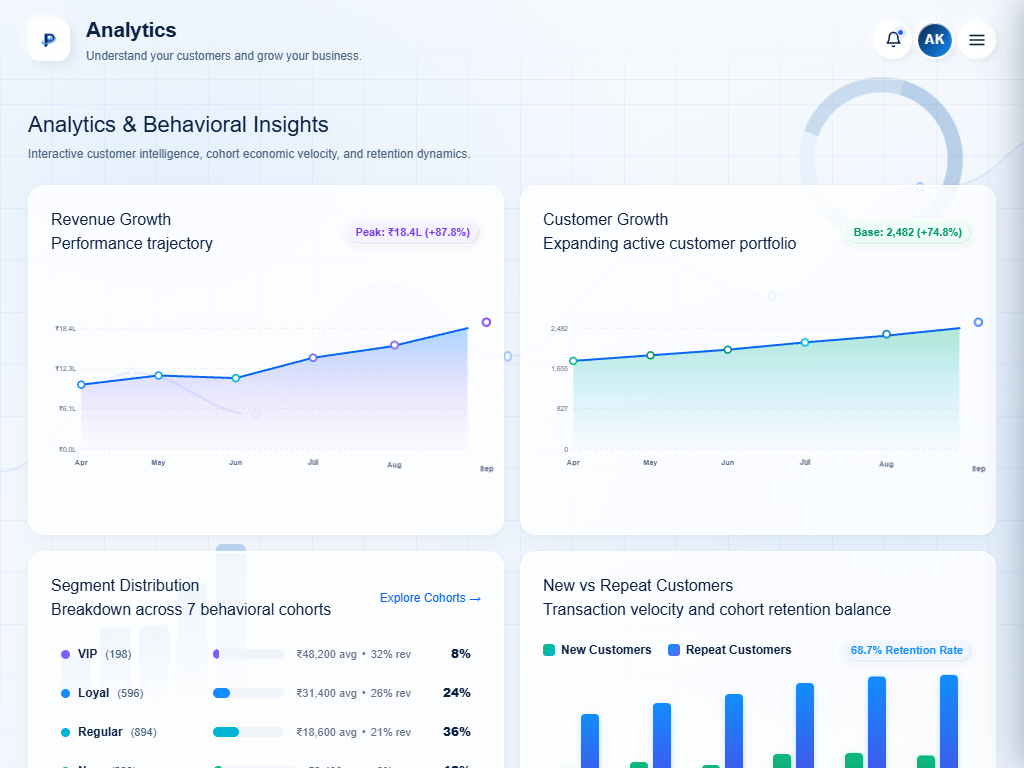 Analytics
Understand your customers and grow your business.
AK
Analytics & Behavioral Insights
Interactive customer intelligence, cohort economic velocity, and retention dynamics.
Revenue Growth
Performance trajectory
Peak: ₹18.4L (+87.8%)
₹18.4L
₹12.3L
₹6.1L
₹0.0L
Apr May Jun Jul Aug Sep
Customer Growth
Expanding active customer portfolio
Base: 2,482 (+74.8%)
2,482
1,655
827
0
Apr May Jun Jul Aug Sep
Segment Distribution
Breakdown across 7 behavioral cohorts
Explore Cohorts →
VIP (198) ₹48,200 avg • 32% rev 8%
Loyal (596) ₹31,400 avg • 26% rev 24%
Regular (894) ₹18,600 avg • 21% rev 36%
New vs Repeat Customers
Transaction velocity and cohort retention balance
New Customers Repeat Customers 68.7% Retention Rate